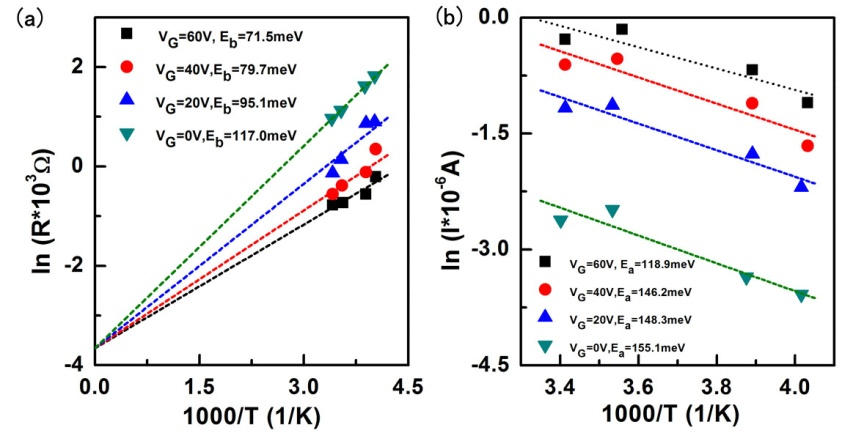 (a)
V_G=60V, E_b=71.5meV
V_G=40V, E_b=79.7meV
V_G=20V, E_b=95.1meV
V_G=0V, E_b=117.0meV
2
0
-2
-4
ln (R*10^3Ω)
0.0 1.5 3.0 4.5
1000/T (1/K)
(b)
0.0
-1.5
-3.0
-4.5
ln (I*10^-6A)
V_G=60V, E_a=118.9meV
V_G=40V,E_a=146.2meV
V_G=20V,E_a=148.3meV
V_G=0V,E_a=155.1meV
3.4 3.6 3.8 4.0
1000/T (1/K)